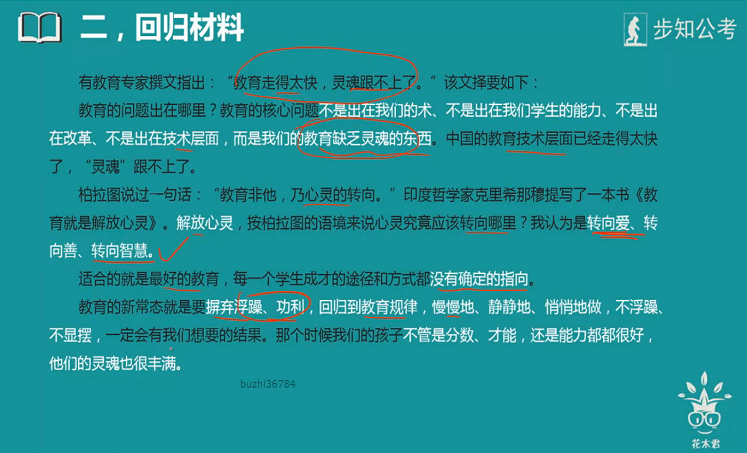 二，回归材料
步知公考
有教育专家撰文指出：“教育走得太快，灵魂跟不上了。”该文择要如下：
教育的问题出在哪里？教育的核心问题不是出在我们的术、不是出在我们学生的能力、不是出
在改革、不是出在技术层面，而是我们的教育缺乏灵魂的东西。中国的教育技术层面已经走得太快
了，“灵魂”跟不上了。
柏拉图说过一句话：“教育非他，乃心灵的转向。”印度哲学家克里希那穆提写了一本书《教
育就是解放心灵》。解放心灵，按柏拉图的语境来说心灵究竟应该转向哪里？我认为是转向爱、转
向善、转向智慧。
适合的就是最好的教育，每一个学生成才的途径和方式都没有确定的指向。
教育的新常态就是要摒弃浮躁、功利，回归到教育规律，慢慢地、静静地、悄悄地做，不浮躁、
不显摆，一定会有我们想要的结果。那个时候我们的孩子不管是分数、才能，还是能力都都很好，
他们的灵魂也很丰满。
buzhi36784
花木君